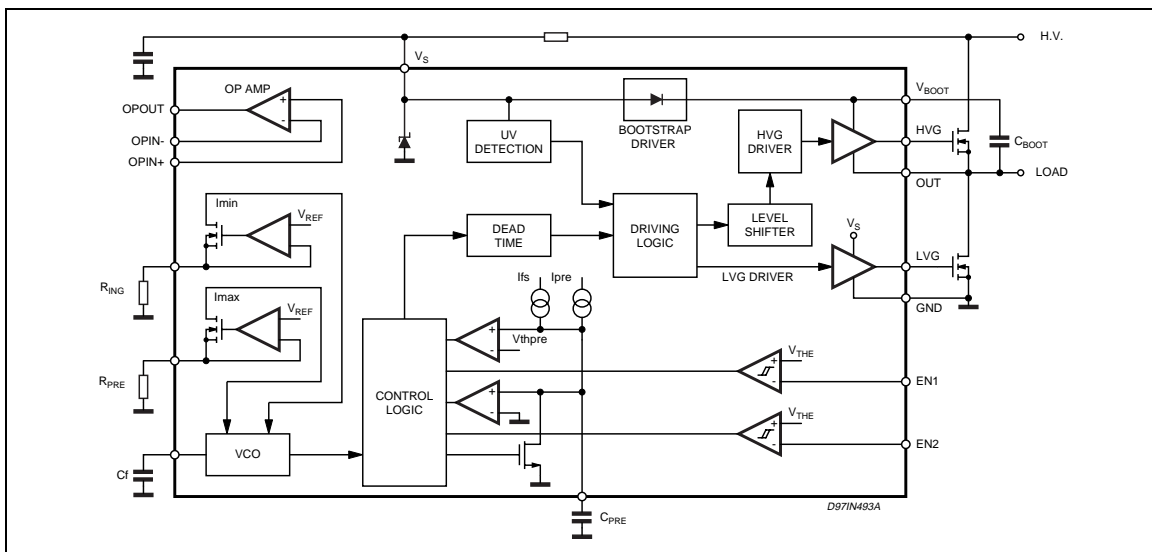 H.V.
V_S
OP AMP
+
-
OPOUT
OPIN-
OPIN+
UV
DETECTION
BOOTSTRAP
DRIVER
HVG
DRIVER
V_BOOT
HVG
C_BOOT
OUT
LOAD
Imin
V_REF
DEAD
TIME
DRIVING
LOGIC
LEVEL
SHIFTER
V_S
LVG DRIVER
LVG
GND
R_ING
Imax
V_REF
Ifs
Ipre
+
-
Vthpre
R_PRE
CONTROL
LOGIC
+
-
V_THE
+
-
EN1
V_THE
+
-
EN2
VCO
Cf
C_PRE
D97IN493A